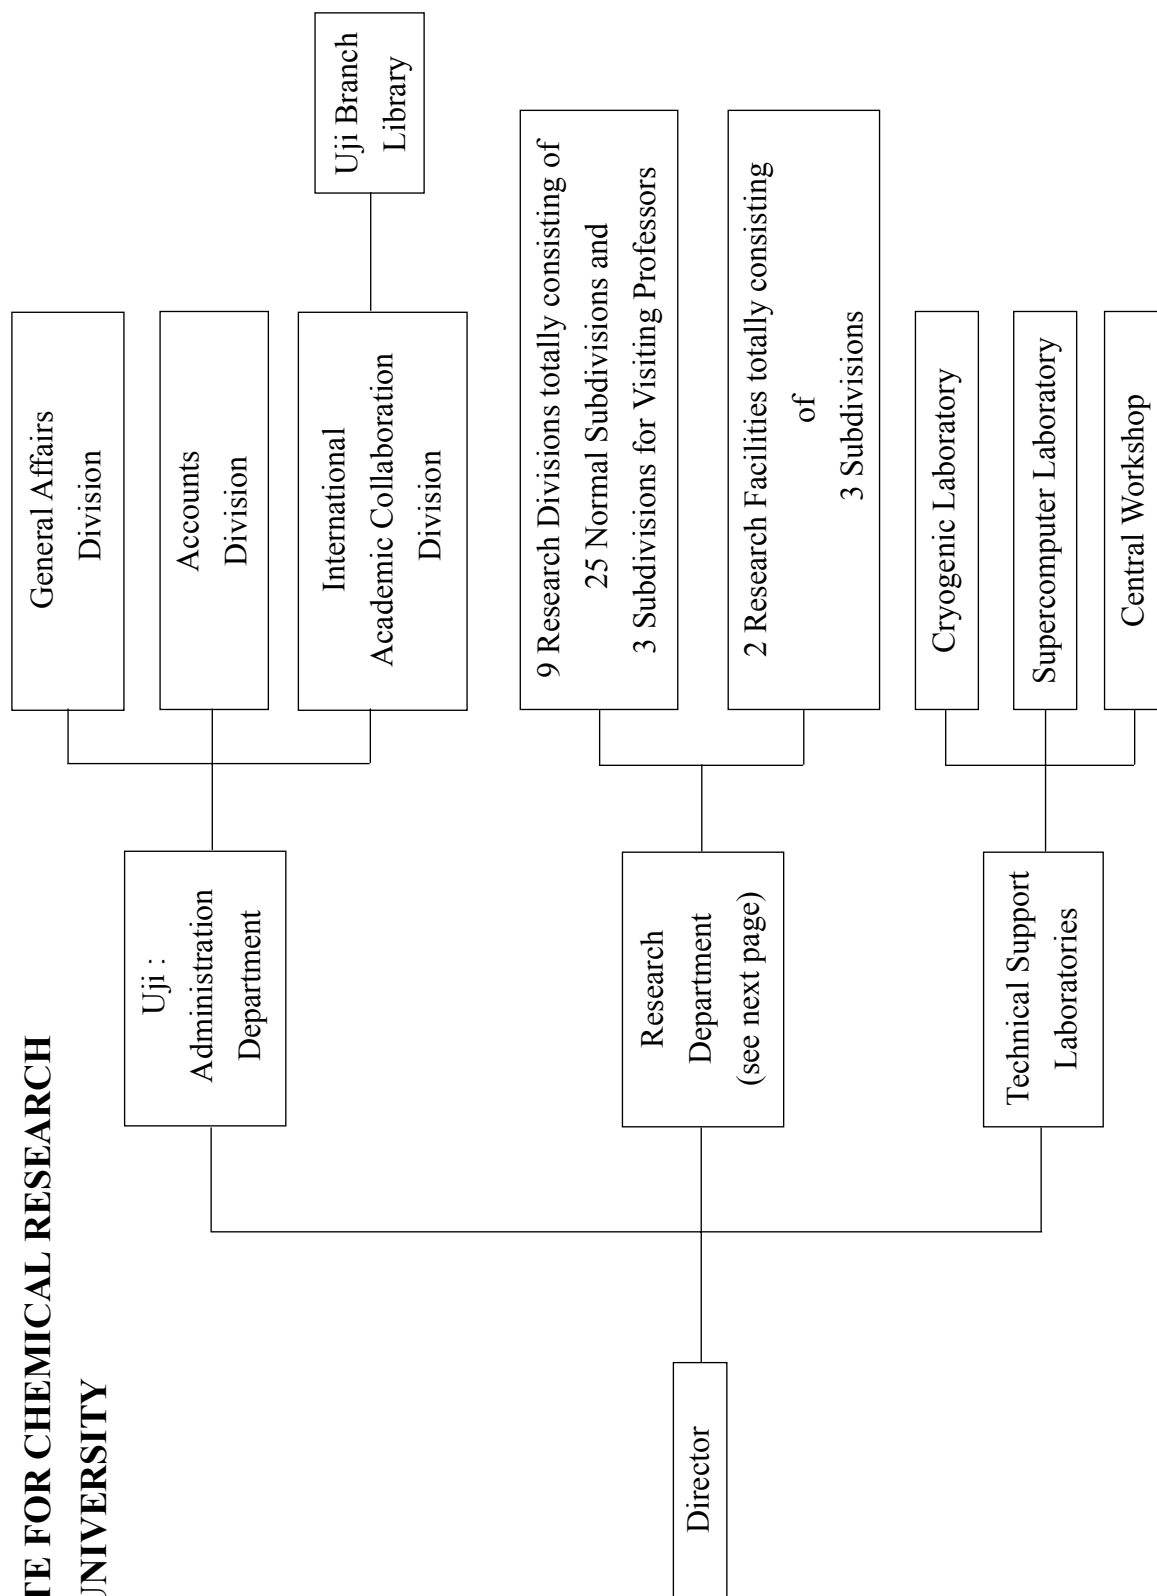 TE FOR CHEMICAL RESEARCH
UNIVERSITY
Director
Uji :
Administration
Department
Research
Department
(see next page)
Technical Support
Laboratories
General Affairs
Division
Accounts
Division
International
Academic Collaboration
Division
Uji Branch
Library
9 Research Divisions totally consisting of
25 Normal Subdivisions and
3 Subdivisions for Visiting Professors
2 Research Facilities totally consisting
of
3 Subdivisions
Cryogenic Laboratory
Supercomputer Laboratory
Central Workshop